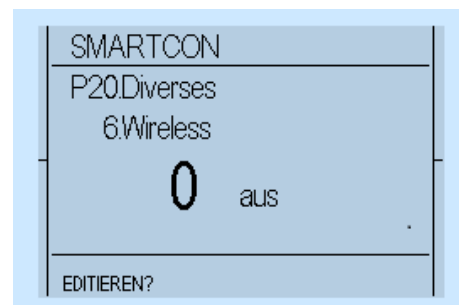 SMARTCON
P20.Diverses
6.Wireless
0 aus
EDITIEREN?